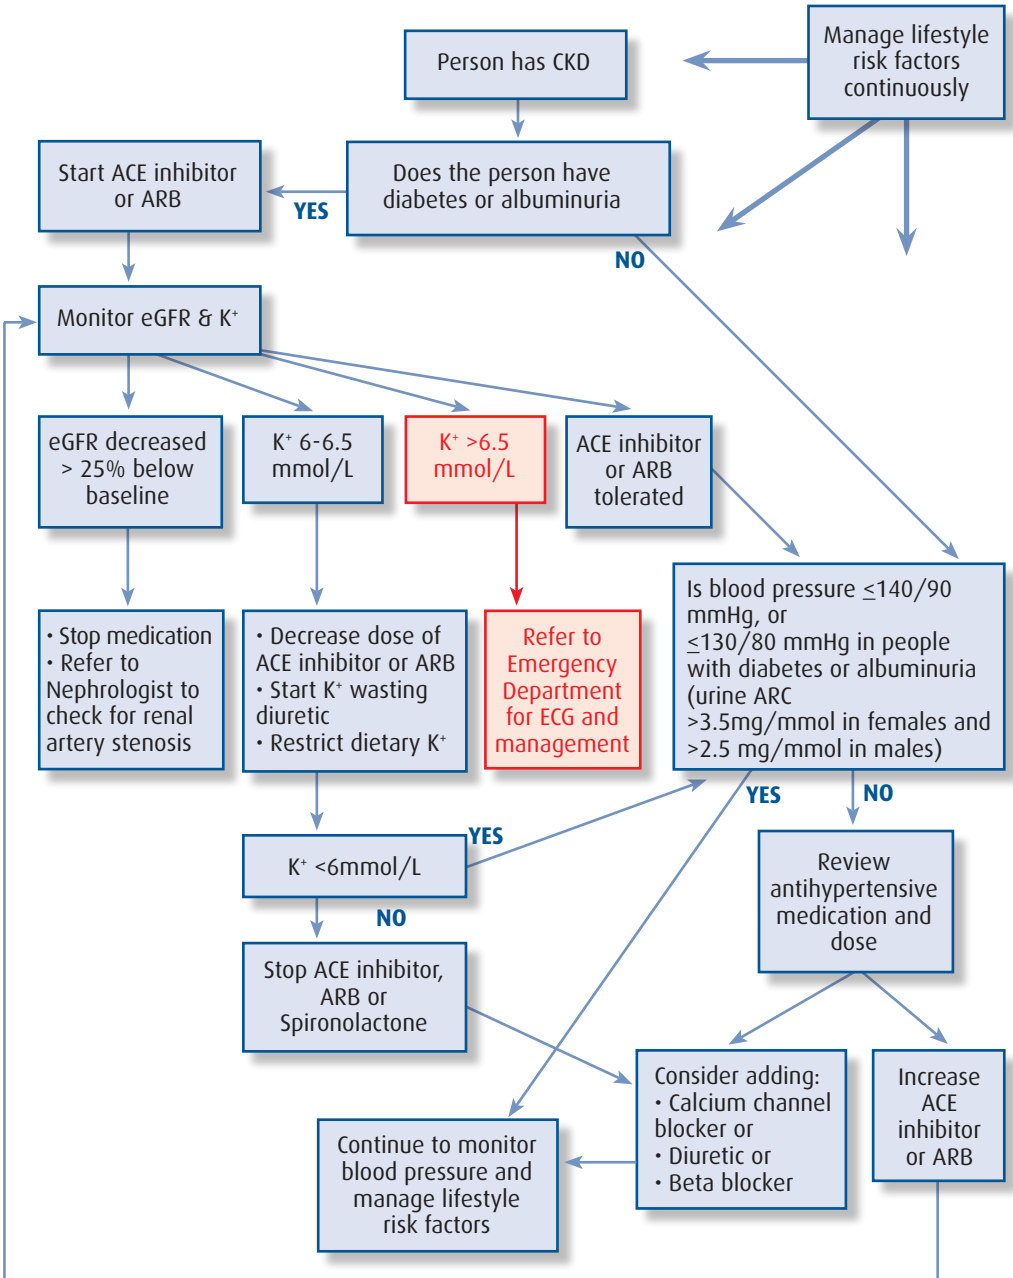 Person has CKD
Manage lifestyle
risk factors
continuously
Start ACE inhibitor
or ARB
YES
Does the person have
diabetes or albuminuria
NO
Monitor eGFR & K⁺
eGFR decreased
> 25% below
baseline
K⁺ 6-6.5
mmol/L
K⁺ >6.5
mmol/L
ACE inhibitor
or ARB
tolerated
• Stop medication
• Refer to
Nephrologist to
check for renal
artery stenosis
• Decrease dose of
ACE inhibitor or ARB
• Start K⁺ wasting
diuretic
• Restrict dietary K⁺
Refer to
Emergency
Department
for ECG and
management
Is blood pressure ≤140/90
mmHg, or
≤130/80 mmHg in people
with diabetes or albuminuria
(urine ARC
>3.5mg/mmol in females and
>2.5 mg/mmol in males)
YES
NO
K⁺ <6mmol/L
YES
NO
Review
antihypertensive
medication and
dose
Stop ACE inhibitor,
ARB or
Spironolactone
Consider adding:
• Calcium channel
blocker or
• Diuretic or
• Beta blocker
Increase
ACE
inhibitor
or ARB
Continue to monitor
blood pressure and
manage lifestyle
risk factors